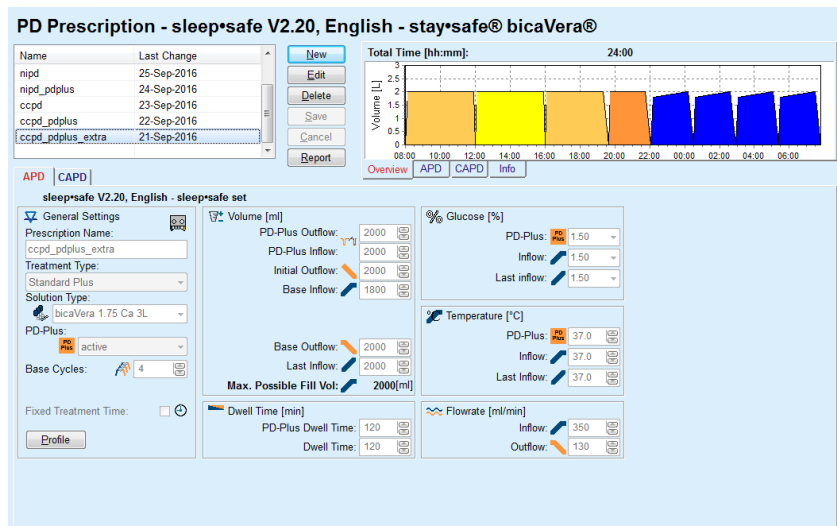 PD Prescription - sleep•safe V2.20, English - stay•safe® bicaVera®
Name Last Change
nipd 25-Sep-2016
nipd_pdplus 24-Sep-2016
ccpd 23-Sep-2016
ccpd_pdplus 22-Sep-2016
ccpd_pdplus_extra 21-Sep-2016
New
Edit
Delete
Save
Cancel
Report
Total Time [hh:mm]: 24:00
Volume [L]
3
2.5
2
1.5
1
0.5
0
08:00 10:00 12:00 14:00 16:00 18:00 20:00 22:00 00:00 02:00 04:00 06:00
Overview APD CAPD Info
APD CAPD
sleep•safe V2.20, English - sleep•safe set
General Settings
Prescription Name:
ccpd_pdplus_extra
Treatment Type:
Standard Plus
Solution Type:
bicaVera 1.75 Ca 3L
PD-Plus:
PD Plus active
Base Cycles: 4
Fixed Treatment Time:
Profile
Volume [ml]
PD-Plus Outflow: 2000
PD-Plus Inflow: 2000
Initial Outflow: 2000
Base Inflow: 1800
Base Outflow: 2000
Last Inflow: 2000
Max. Possible Fill Vol: 2000[ml]
Dwell Time [min]
PD-Plus Dwell Time: 120
Dwell Time: 120
Glucose [%]
PD-Plus: PD Plus 1.50
Inflow: 1.50
Last inflow: 1.50
Temperature [°C]
PD-Plus: PD Plus 37.0
Inflow: 37.0
Last Inflow: 37.0
Flowrate [ml/min]
Inflow: 350
Outflow: 130